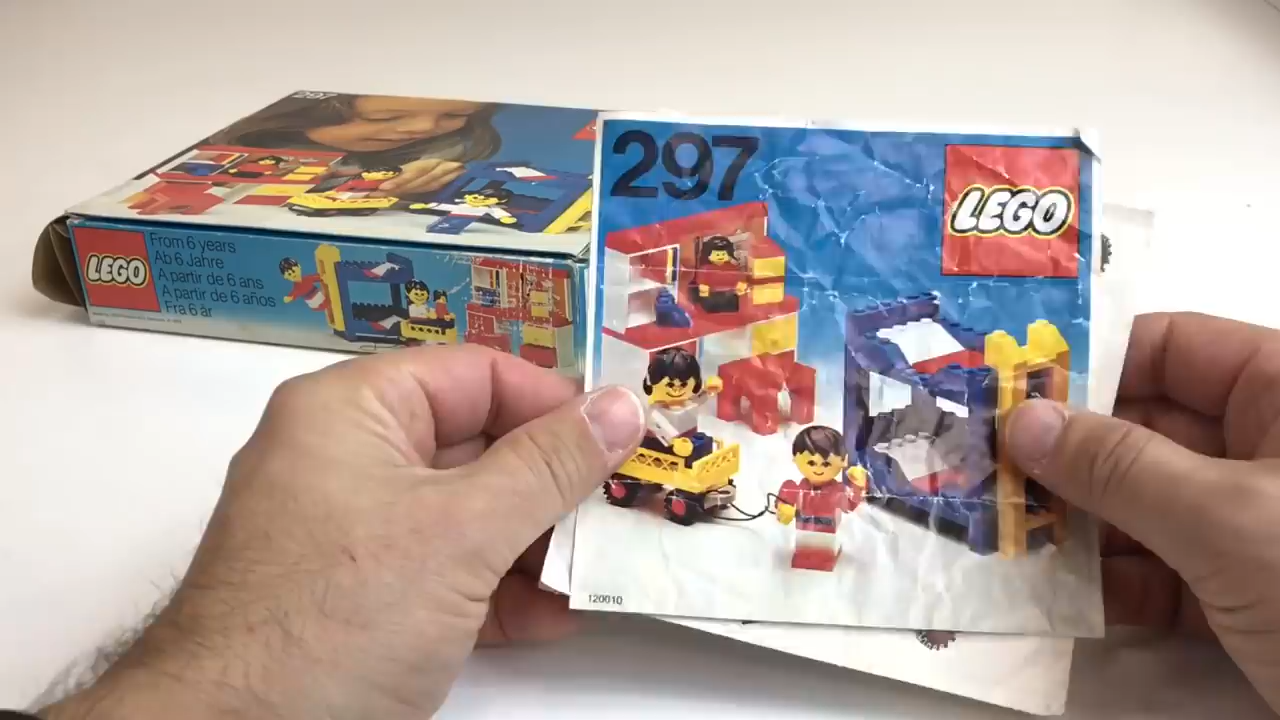 297
LEGO
From 6 years
Ab 6 Jahre
A partir de 6 ans
A partir de 6 años
Fra 6 år
297
LEGO
120010